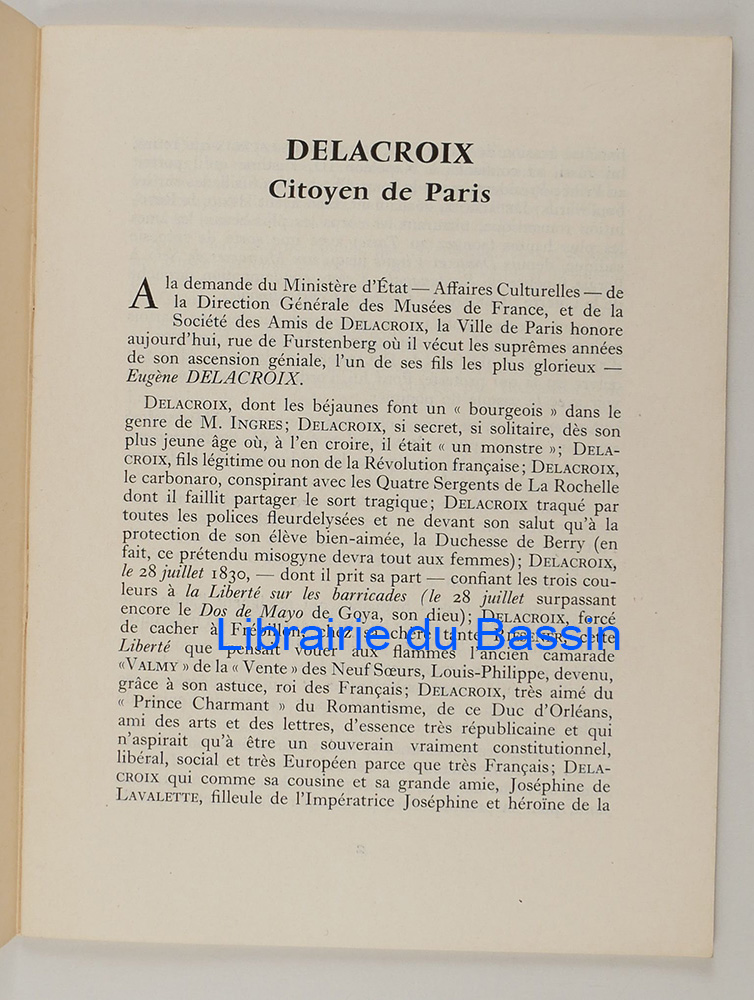 DELACROIX
Citoyen de Paris
A la demande du Ministère d'État — Affaires Culturelles — de
la Direction Générale des Musées de France, et de la
Société des Amis de DELACROIX, la Ville de Paris honore
aujourd'hui, rue de Furstenberg où il vécut les suprêmes années
de son ascension géniale, l'un de ses fils les plus glorieux —
Eugène DELACROIX.
DELACROIX, dont les béjaunes font un « bourgeois » dans le
genre de M. INGRES; DELACROIX, si secret, si solitaire, dès son
plus jeune âge où, à l'en croire, il était « un monstre »; DELA-
CROIX, fils légitime ou non de la Révolution française; DELACROIX,
le carbonaro, conspirant avec les Quatre Sergents de La Rochelle
dont il faillit partager le sort tragique; DELACROIX traqué par
toutes les polices fleurdelysées et ne devant son salut qu'à la
protection de son élève bien-aimée, la Duchesse de Berry (en
fait, ce prétendu misogyne devra tout aux femmes); DELACROIX,
le 28 juillet 1830, — dont il prit sa part — confiant les trois cou-
leurs à la Liberté sur les barricades (le 28 juillet surpassant
encore le Dos de Mayo de Goya, son dieu); DELACROIX, forcé
de cacher à Frépillon, chez sa chère tante RIESENER, cette
Librairie du Bassin
Liberté que pensait vouer aux flammes l'ancien camarade
«VALMY » de la « Vente » des Neuf Sœurs, Louis-Philippe, devenu,
grâce à son astuce, roi des Français; DELACROIX, très aimé du
« Prince Charmant » du Romantisme, de ce Duc d'Orléans,
ami des arts et des lettres, d'essence très républicaine et qui
n'aspirait qu'à être un souverain vraiment constitutionnel,
libéral, social et très Européen parce que très Français; DELA-
CROIX qui comme sa cousine et sa grande amie, Joséphine de
LAVALETTE, filleule de l'Impératrice Joséphine et héroïne de la